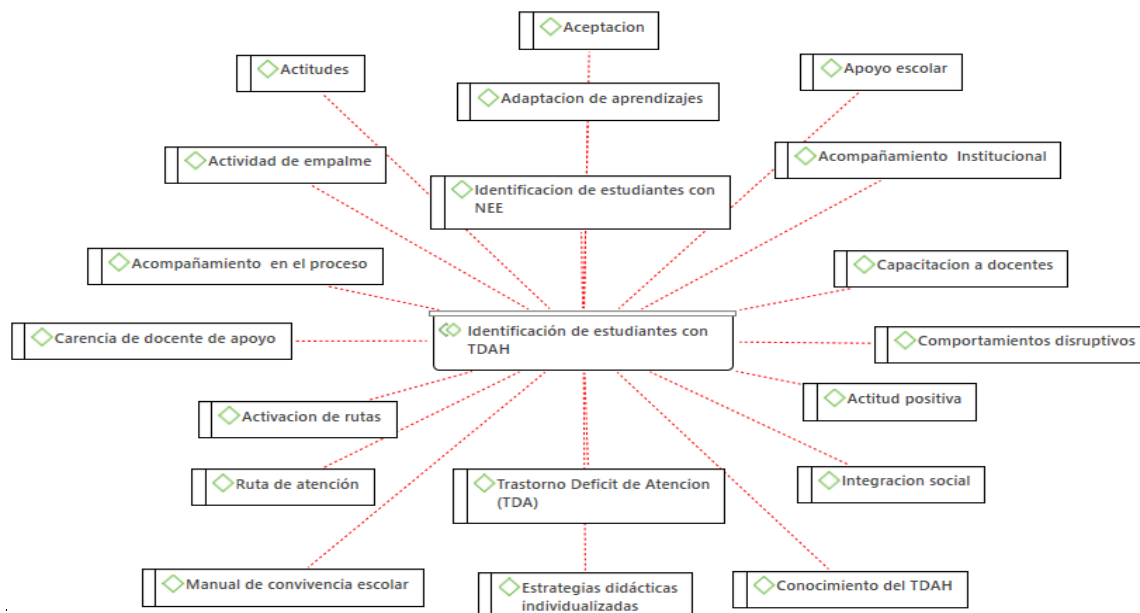 Aceptacion
Actitudes
Apoyo escolar
Adaptacion de aprendizajes
Actividad de empalme
Acompañamiento Institucional
Identificacion de estudiantes con
NEE
Acompañamiento en el proceso
Capacitacion a docentes
Carencia de docente de apoyo
Identificación de estudiantes con
TDAH
Comportamientos disruptivos
Activacion de rutas
Actitud positiva
Ruta de atención
Trastorno Deficit de Atencion
(TDA)
Integracion social
Manual de convivencia escolar
Estrategias didácticas
individualizadas
Conocimiento del TDAH